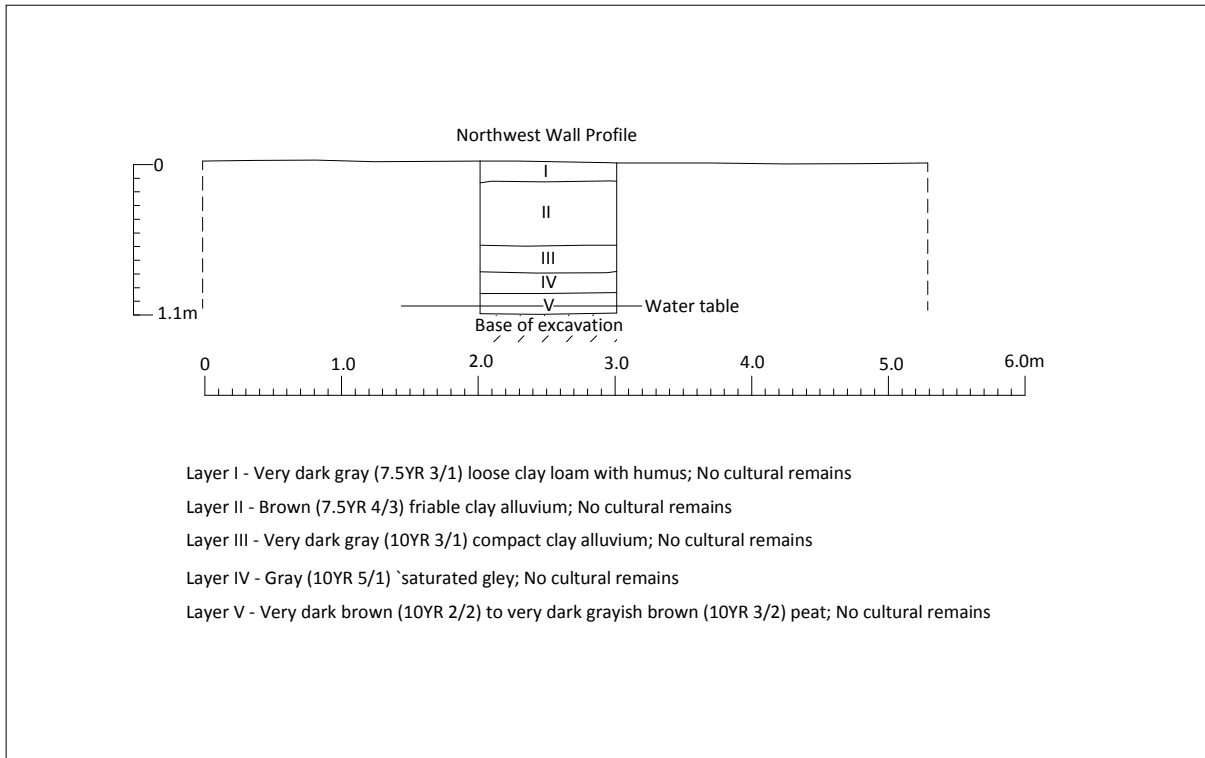 Northwest Wall Profile
0
I
II
III
IV
V
Water table
1.1m
Base of excavation
0 1.0 2.0 3.0 4.0 5.0 6.0m
Layer I - Very dark gray (7.5YR 3/1) loose clay loam with humus; No cultural remains
Layer II - Brown (7.5YR 4/3) friable clay alluvium; No cultural remains
Layer III - Very dark gray (10YR 3/1) compact clay alluvium; No cultural remains
Layer IV - Gray (10YR 5/1) `saturated gley; No cultural remains
Layer V - Very dark brown (10YR 2/2) to very dark grayish brown (10YR 3/2) peat; No cultural remains